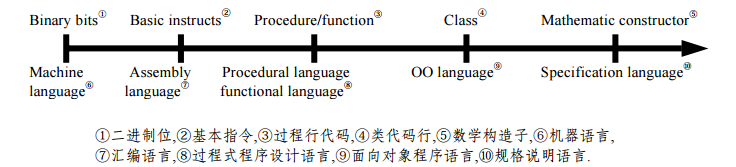 Binary bits① Basic instructs② Procedure/function③ Class④ Mathematic constructor⑤
Machine language⑥ Assembly language⑦ Procedural language functional language⑧ OO language⑨ Specification language⑩
①二进制位,②基本指令,③过程行代码,④类代码行,⑤数学构造子,⑥机器语言,
⑦汇编语言,⑧过程式程序设计语言,⑨面向对象程序语言,⑩规格说明语言.